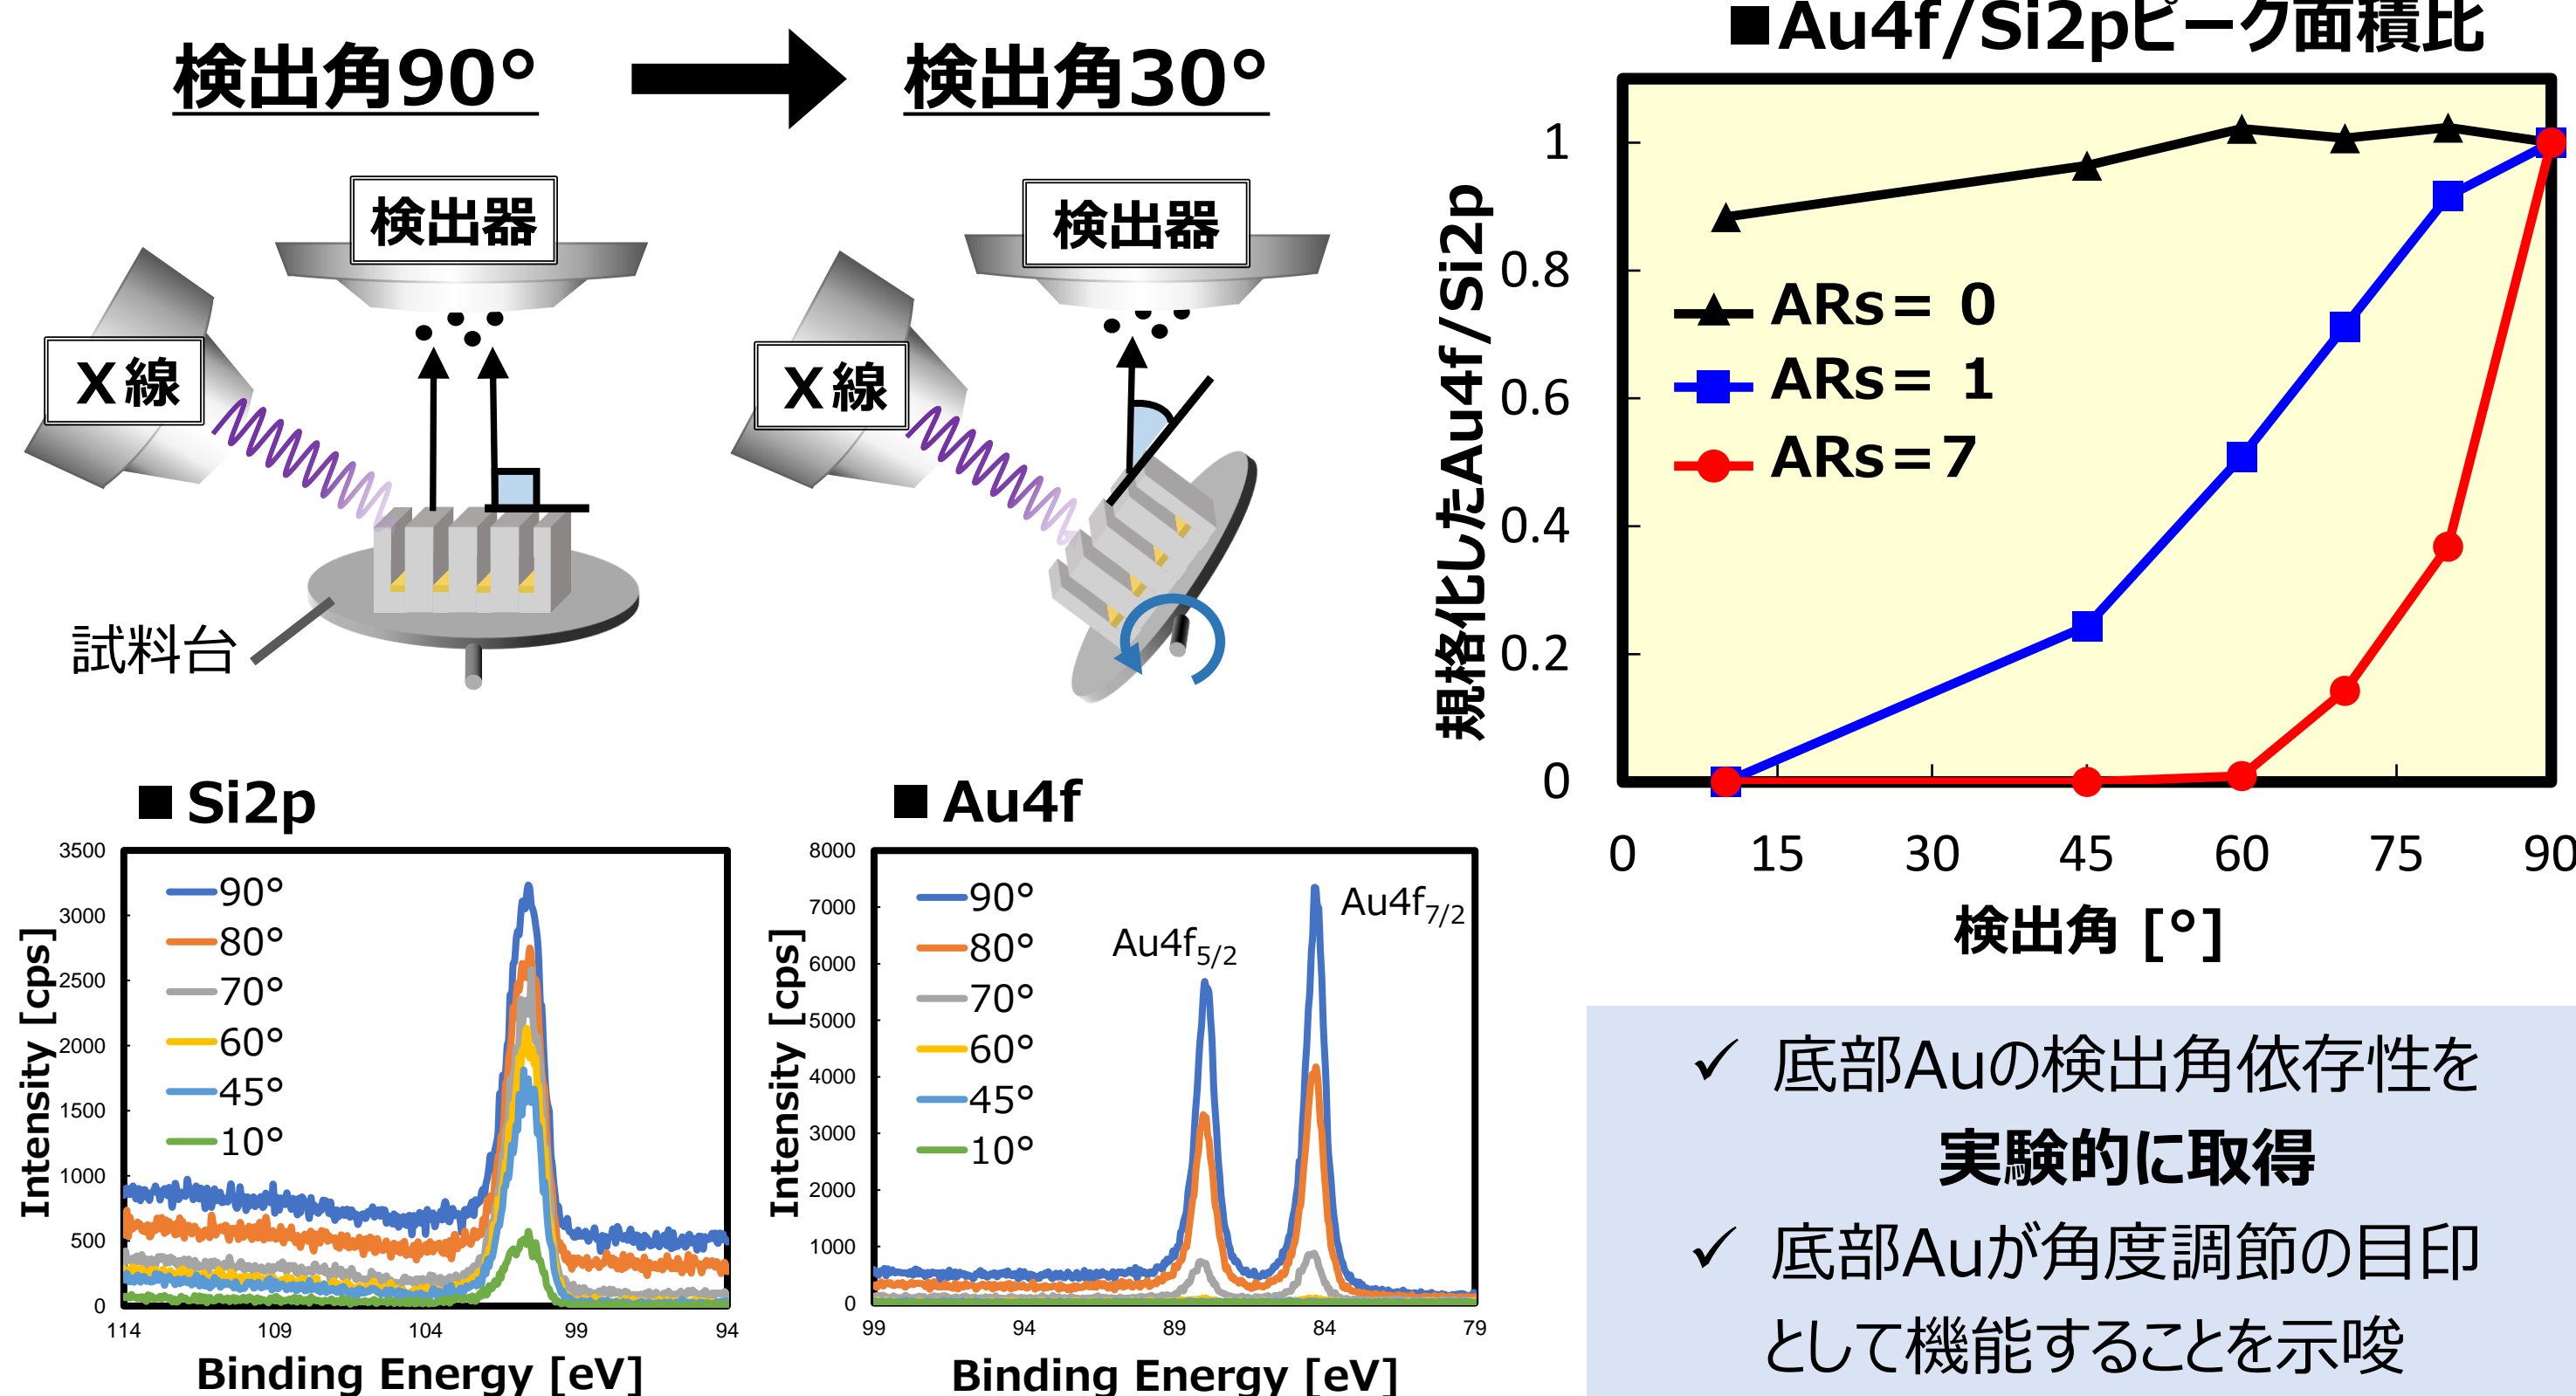 検出角90°
検出角30°
検出器
X線
試料台
検出器
X線
■Au4f/Si2pピーク面積比
規格化したAu4f/Si2p
1
0.8
0.6
0.4
0.2
0
ARs= 0
ARs= 1
ARs=7
0 15 30 45 60 75 90
検出角 [°]
■ Si2p
Intensity [cps]
3500
3000
2500
2000
1500
1000
500
0
90°
80°
70°
60°
45°
10°
114 109 104 99 94
Binding Energy [eV]
■ Au4f
Intensity [cps]
8000
7000
6000
5000
4000
3000
2000
1000
0
90°
80°
70°
60°
45°
10°
Au4f5/2
Au4f7/2
99 94 89 84 79
Binding Energy [eV]
✓ 底部Auの検出角依存性を
実験的に取得
✓ 底部Auが角度調節の目印
として機能することを示唆